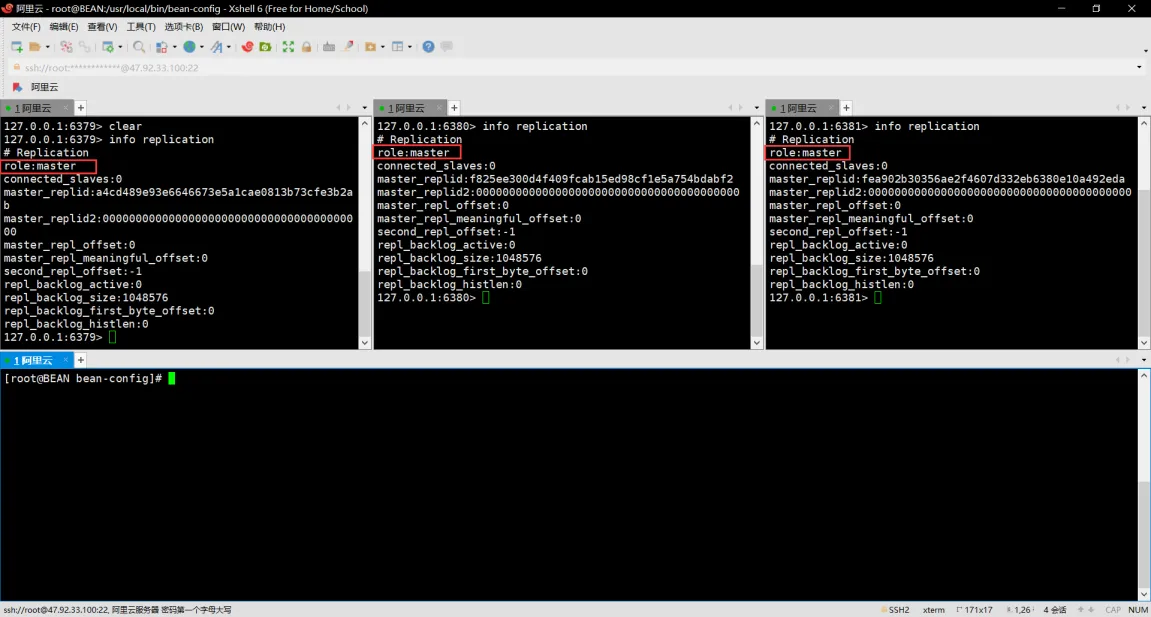 阿里云 - root@BEAN:/usr/local/bin/bean-config - Xshell 6 (Free for Home/School)
文件(F) 编辑(E) 查看(V) 工具(T) 选项卡(B) 窗口(W) 帮助(H)
ssh://root:************@47.92.33.100:22
阿里云
1 阿里云
127.0.0.1:6379> clear
127.0.0.1:6379> info replication
# Replication
role:master
connected_slaves:0
master_replid:a4cd489e93e6646673e5a1cae0813b73cfe3b2a
b
master_replid2:00000000000000000000000000000000000000
00
master_repl_offset:0
master_repl_meaningful_offset:0
second_repl_offset:-1
repl_backlog_active:0
repl_backlog_size:1048576
repl_backlog_first_byte_offset:0
repl_backlog_histlen:0
127.0.0.1:6379>
1 阿里云
127.0.0.1:6380> info replication
# Replication
role:master
connected_slaves:0
master_replid:f825ee300d4f409fcab15ed98cf1e5a754bdabf2
master_replid2:0000000000000000000000000000000000000000
master_repl_offset:0
master_repl_meaningful_offset:0
second_repl_offset:-1
repl_backlog_active:0
repl_backlog_size:1048576
repl_backlog_first_byte_offset:0
repl_backlog_histlen:0
127.0.0.1:6380>
1 阿里云
127.0.0.1:6381> info replication
# Replication
role:master
connected_slaves:0
master_replid:fea902b30356ae2f4607d332eb6380e10a492eda
master_replid2:0000000000000000000000000000000000000000
master_repl_offset:0
master_repl_meaningful_offset:0
second_repl_offset:-1
repl_backlog_active:0
repl_backlog_size:1048576
repl_backlog_first_byte_offset:0
repl_backlog_histlen:0
127.0.0.1:6381>
1 阿里云
[root@BEAN bean-config]#
ssh://root@47.92.33.100:22, 阿里云服务器 密码第一个字母大写
SSH2 xterm 171x17 1,26 4 会话 CAP NUM